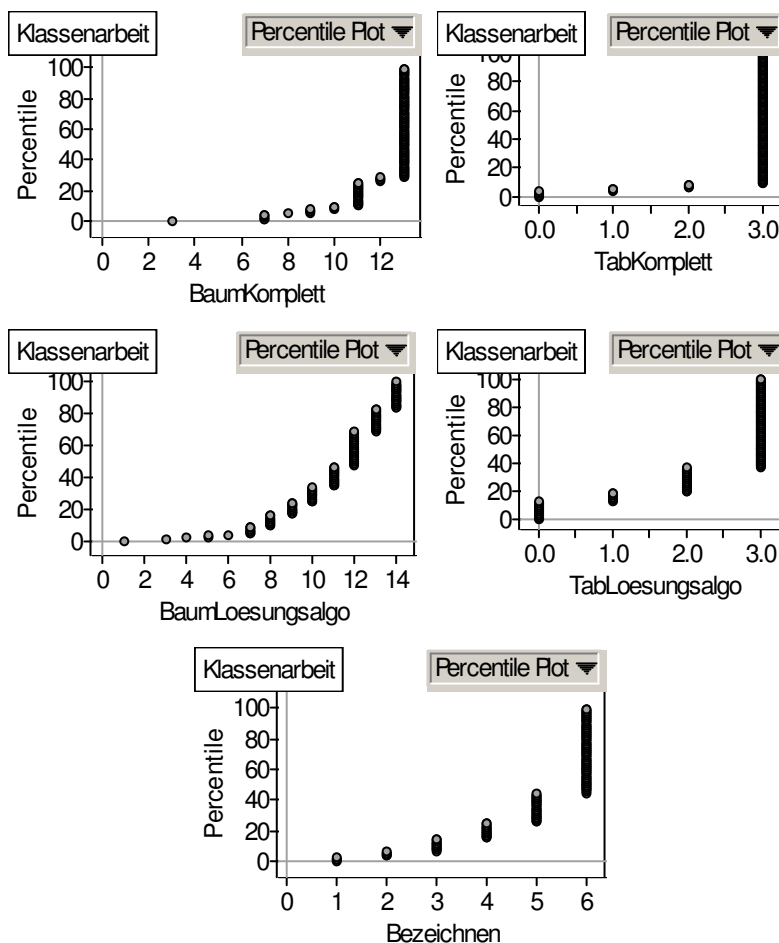 Klassenarbeit Percentile Plot
Percentile
100
80
60
40
20
0
0 2 4 6 8 10 12
BaumKomplett
Klassenarbeit Percentile Plot
Percentile
100
80
60
40
20
0
0.0 1.0 2.0 3.0
TabKomplett
Klassenarbeit Percentile Plot
Percentile
100
80
60
40
20
0
0 2 4 6 8 10 12 14
BaumLoesungsalgo
Klassenarbeit Percentile Plot
Percentile
100
80
60
40
20
0
0.0 1.0 2.0 3.0
TabLoesungsalgo
Klassenarbeit Percentile Plot
Percentile
100
80
60
40
20
0
0 1 2 3 4 5 6
Bezeichnen